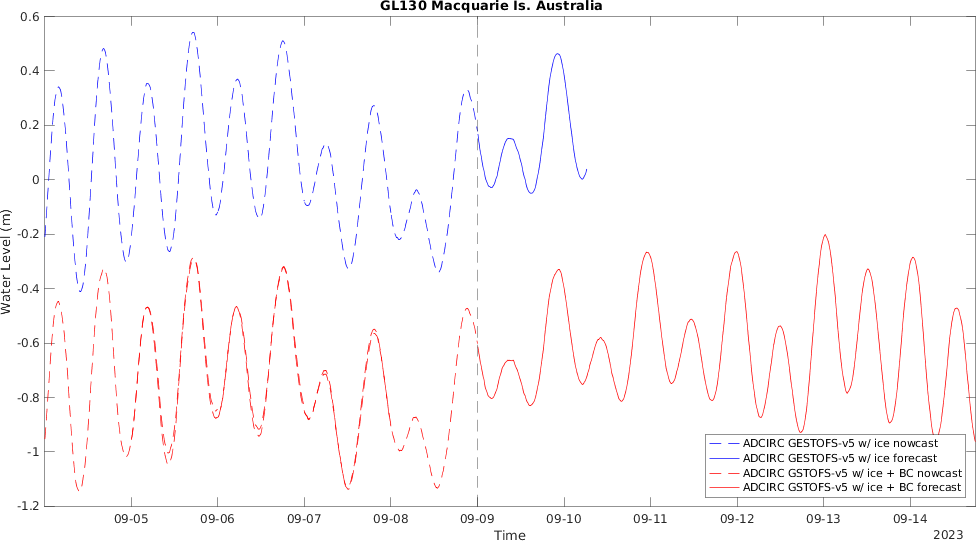 GL130 Macquarie Is. Australia
0.6
0.4
0.2
0
-0.2
-0.4
-0.6
-0.8
-1
-1.2
Water Level (m)
ADCIRC GESTOFS-v5 w/ ice nowcast
ADCIRC GESTOFS-v5 w/ ice forecast
ADCIRC GSTOFS-v5 w/ ice + BC nowcast
ADCIRC GSTOFS-v5 w/ ice + BC forecast
09-05 09-06 09-07 09-08 09-09 09-10 09-11 09-12 09-13 09-14
Time
2023